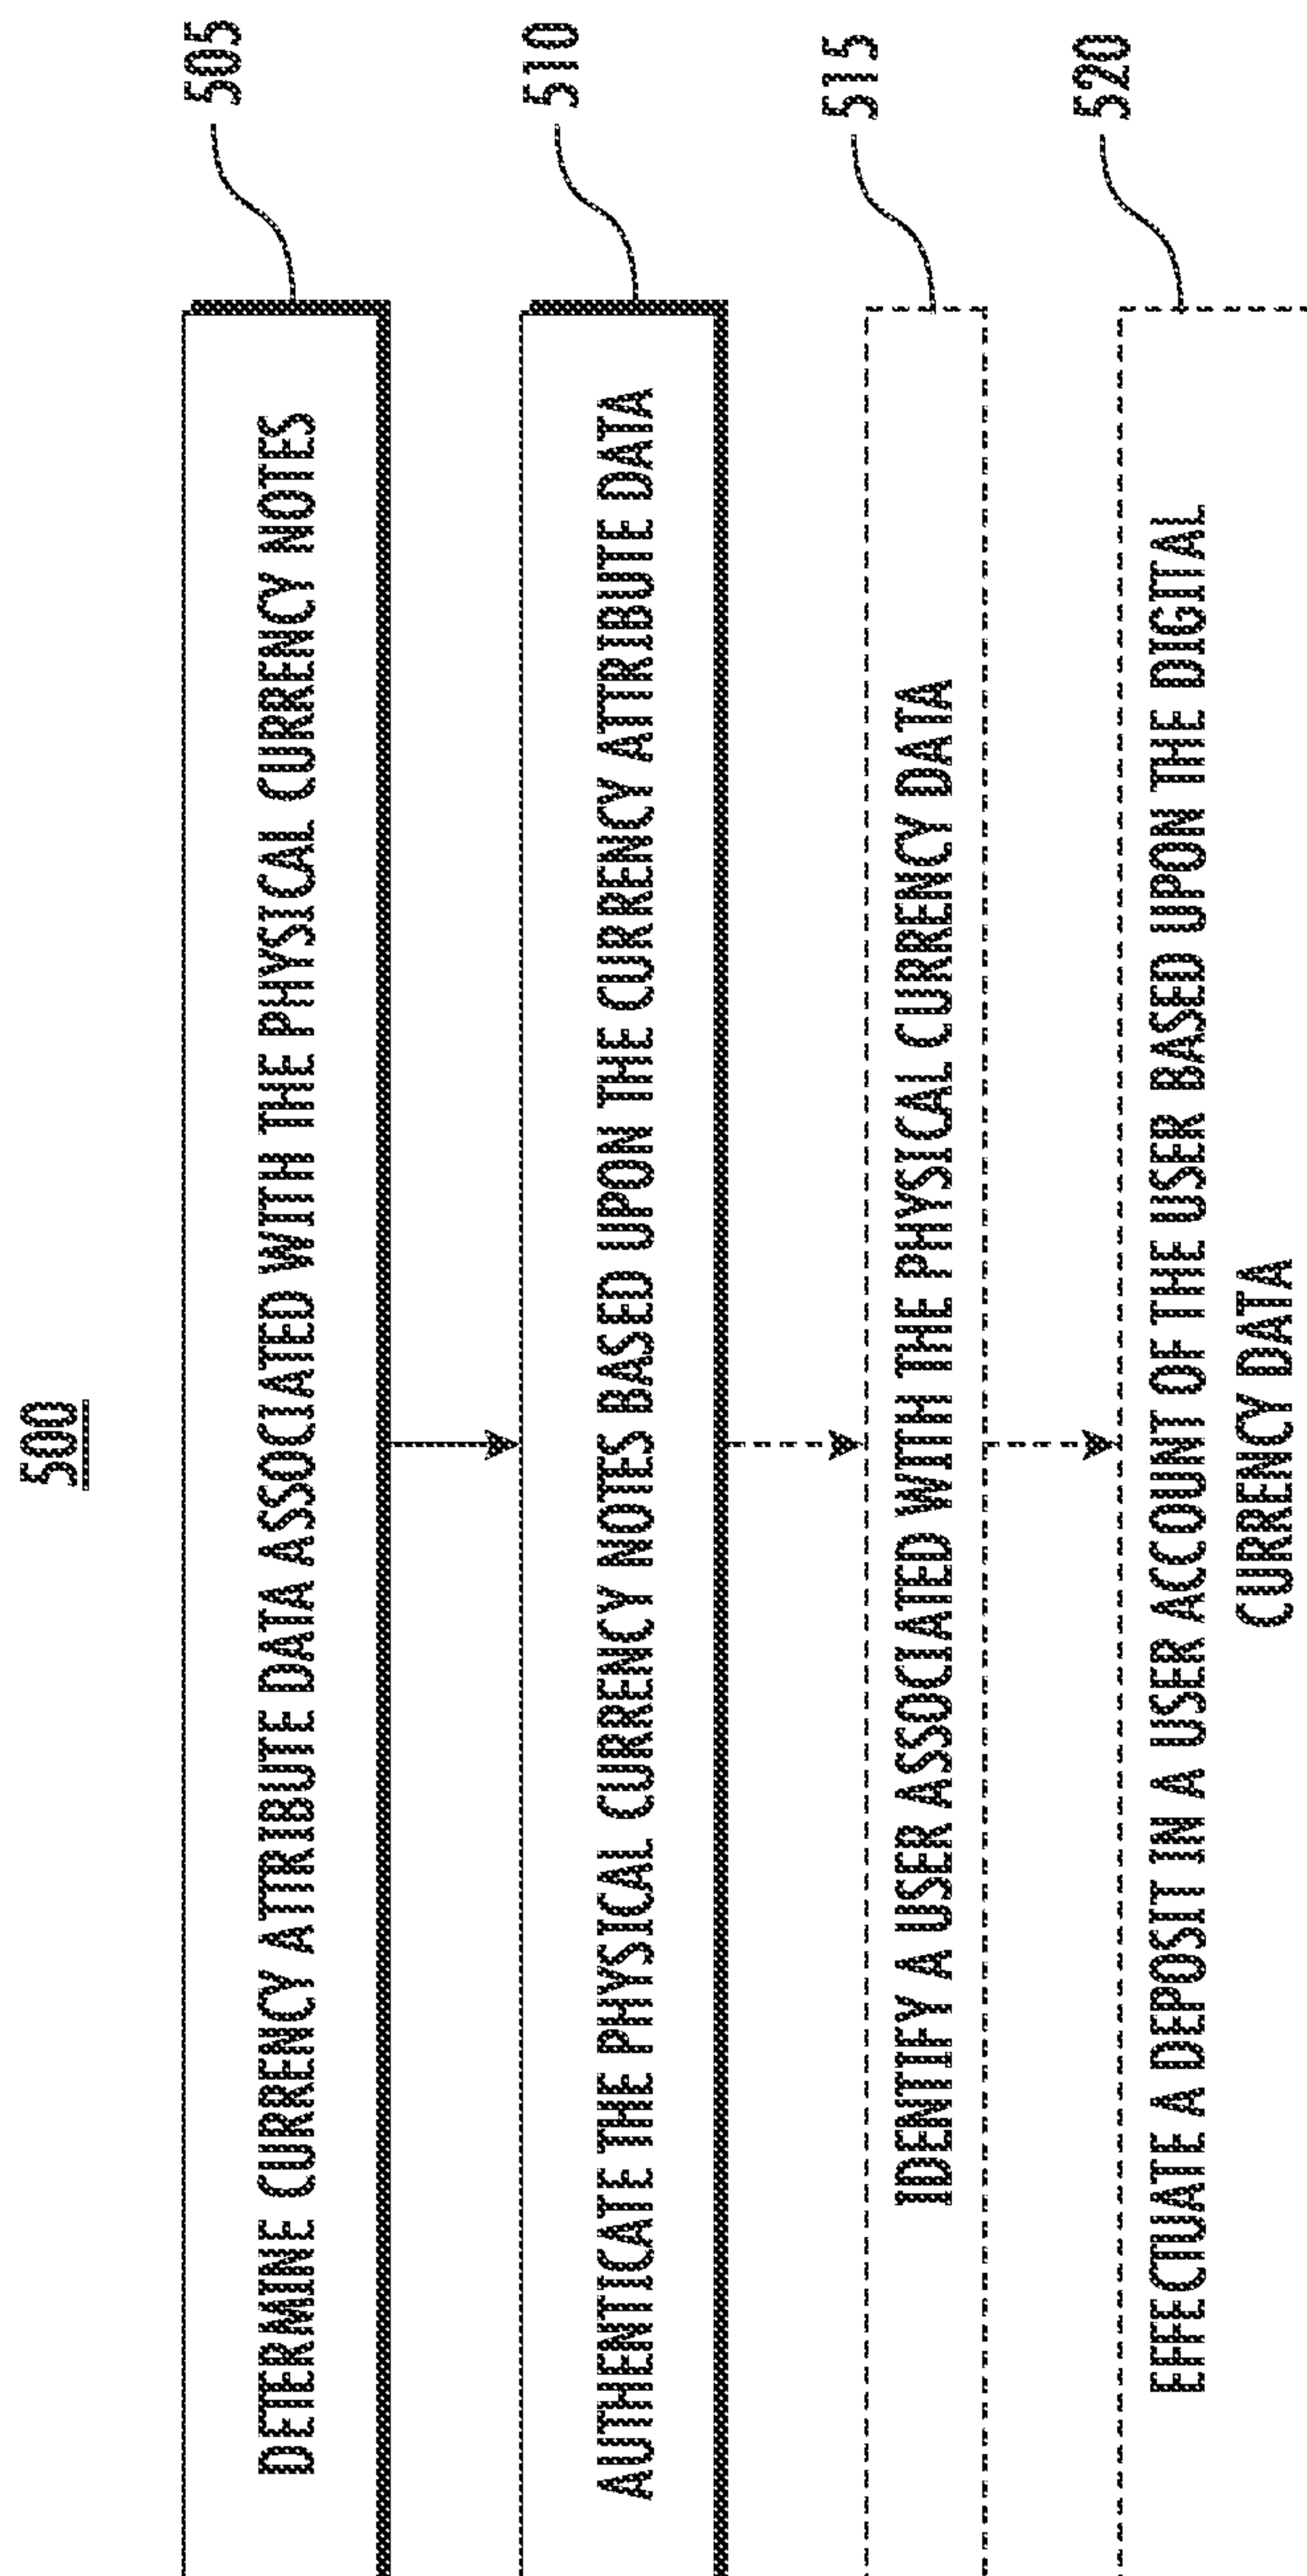 500
DETERMINE CURRENCY ATTRIBUTE DATA ASSOCIATED WITH THE PHYSICAL CURRENCY NOTES
505
AUTHENTICATE THE PHYSICAL CURRENCY NOTES BASED UPON THE CURRENCY ATTRIBUTE DATA
510
IDENTIFY A USER ASSOCIATED WITH THE PHYSICAL CURRENCY DATA
515
EFFECTUATE A DEPOSIT IN A USER ACCOUNT OF THE USER BASED UPON THE DIGITAL
CURRENCY DATA
520